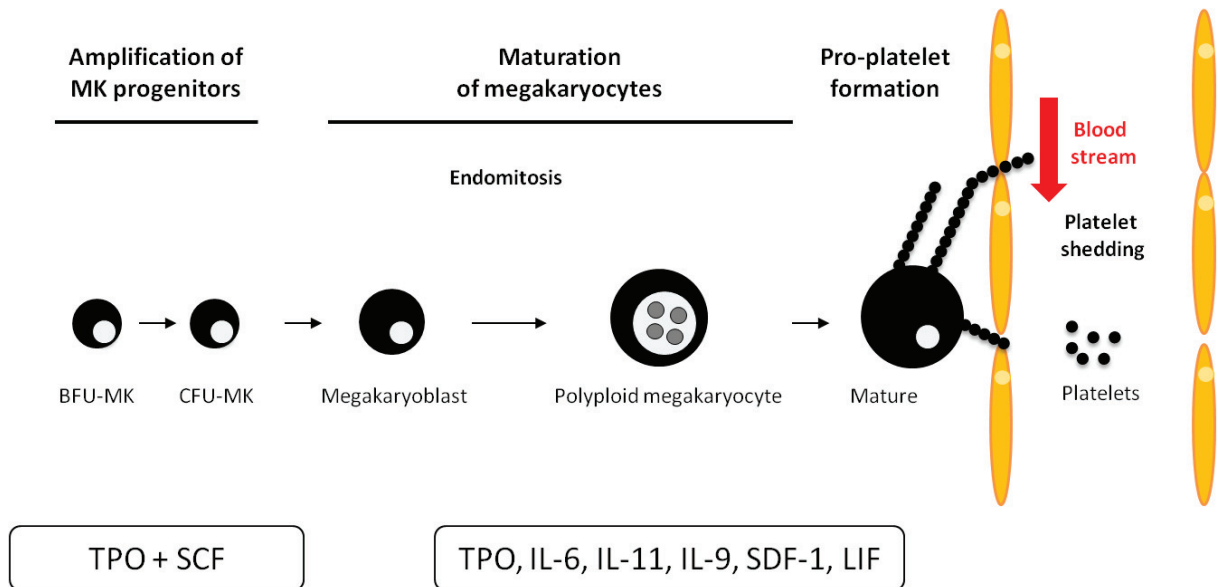 Amplification of
MK progenitors
Maturation
of megakaryocytes
Pro-platelet
formation
Blood
stream
Endomitosis
Platelet
shedding
BFU-MK
CFU-MK
Megakaryoblast
Polyploid megakaryocyte
Mature
Platelets
TPO + SCF
TPO, IL-6, IL-11, IL-9, SDF-1, LIF